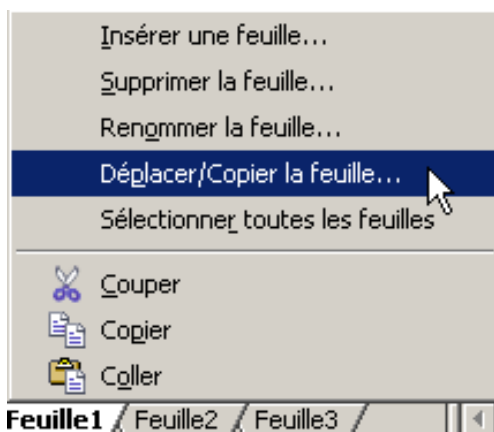 Insérer une feuille...
Supprimer la feuille...
Renommer la feuille...
Déplacer/Copier la feuille...
Sélectionner toutes les feuilles
Couper
Copier
Coller
Feuille1 / Feuille2 / Feuille3 /